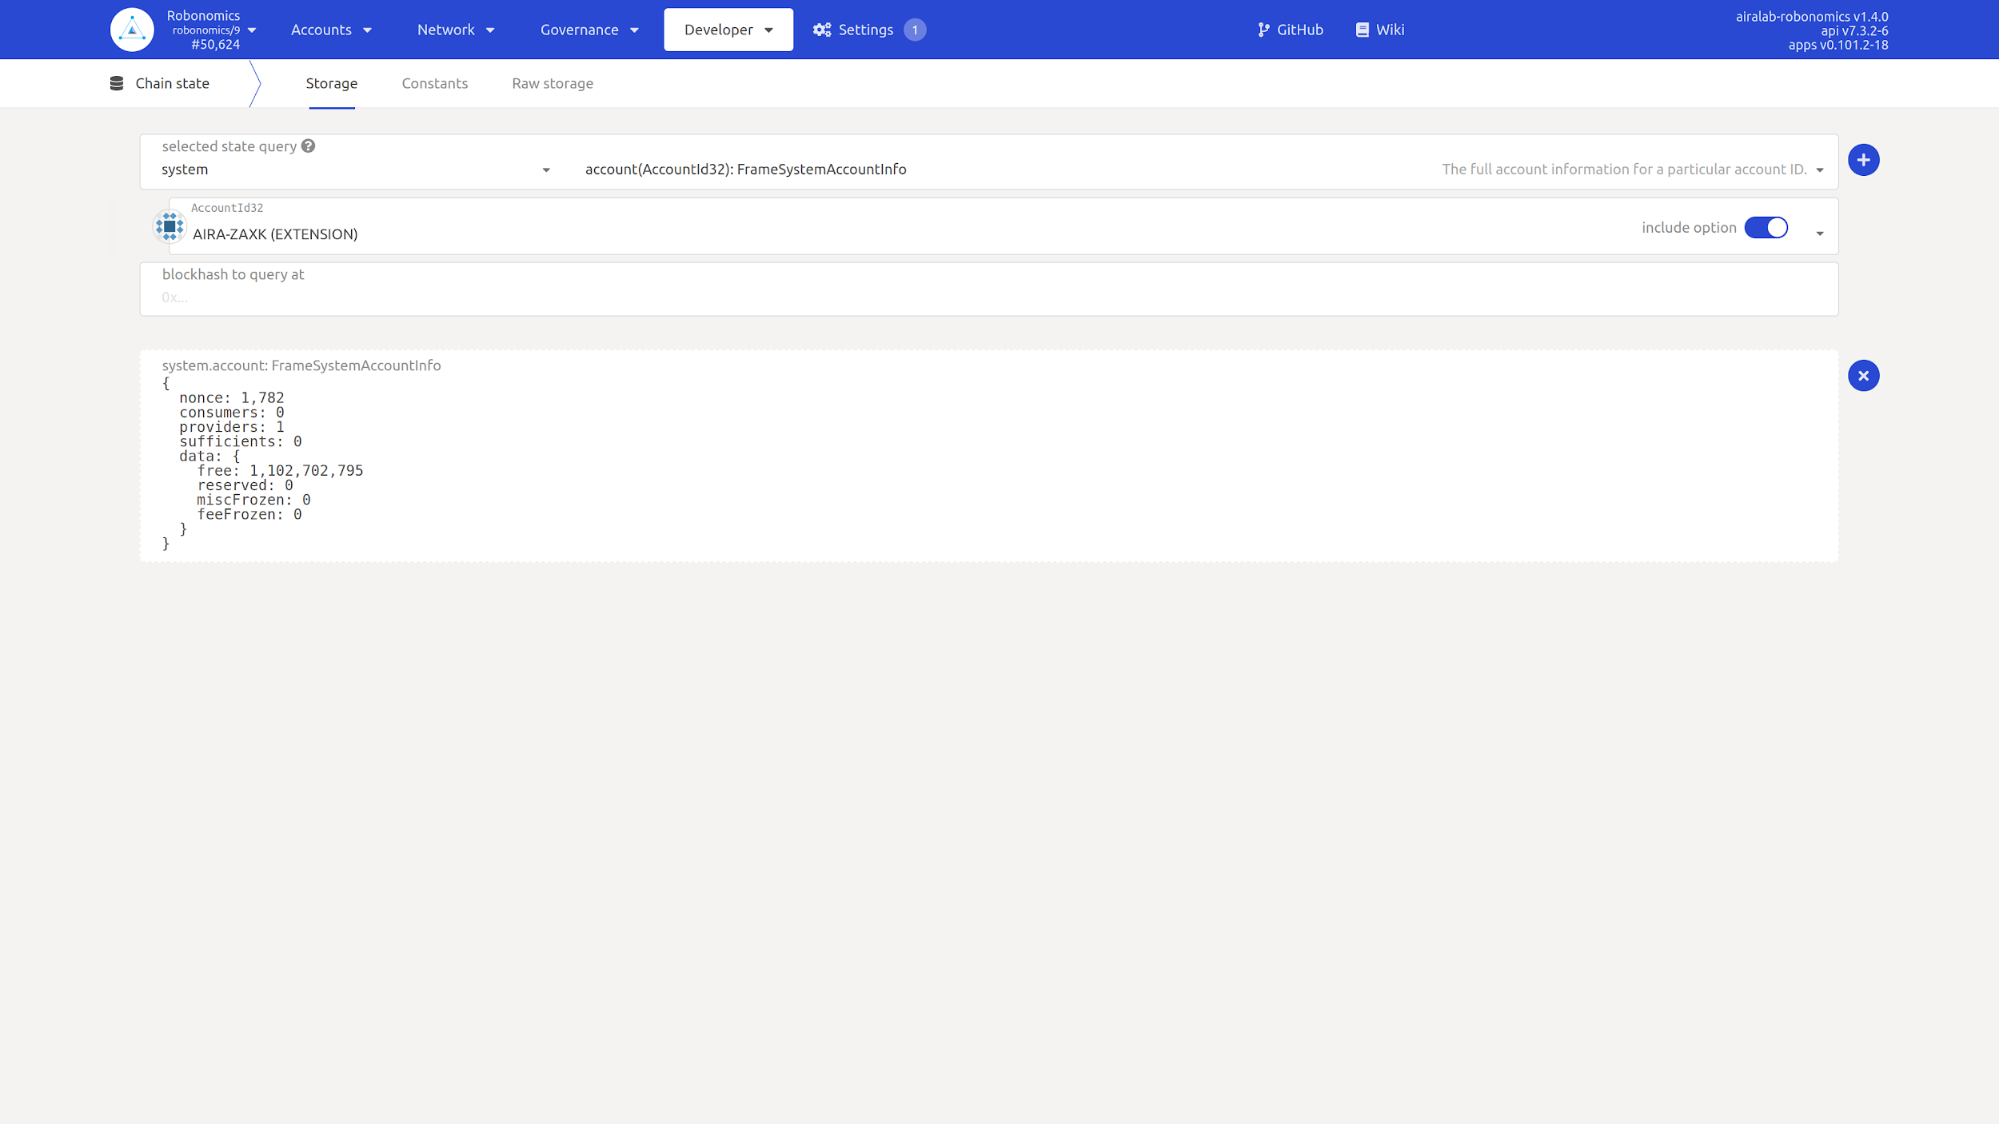 Robonomics
robonomics/9
#50,624
Accounts
Network
Governance
Developer
Settings 1
GitHub
Wiki
airalab-robonomics v1.4.0
api v7.3.2-6
apps v0.101.2-18
Chain state
Storage
Constants
Raw storage
selected state query
system
account(AccountId32): FrameSystemAccountInfo
The full account information for a particular account ID.
AccountId32
AIRA-ZAXK (EXTENSION)
include option
blockhash to query at
0x...
system.account: FrameSystemAccountInfo
{
nonce: 1,782
consumers: 0
providers: 1
sufficients: 0
data: {
free: 1,102,702,795
reserved: 0
miscFrozen: 0
feeFrozen: 0
}
}